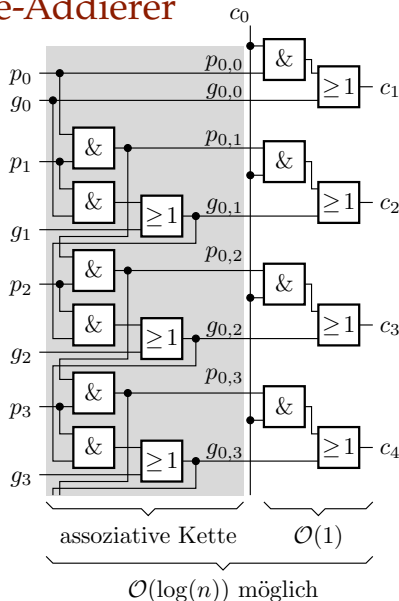 e-Addierer
c₀
p₀ p₀,₀ & 
g₀ g₀,₀ ≥1 c₁
& p₀,₁ &
p₁
& ≥1 g₀,₁ ≥1 c₂
g₁
& p₀,₂ &
p₂
& ≥1 g₀,₂ ≥1 c₃
g₂
& p₀,₃ &
p₃
& ≥1 g₀,₃ ≥1 c₄
g₃
assoziative Kette 𝒪(1)
𝒪(log(n)) möglich